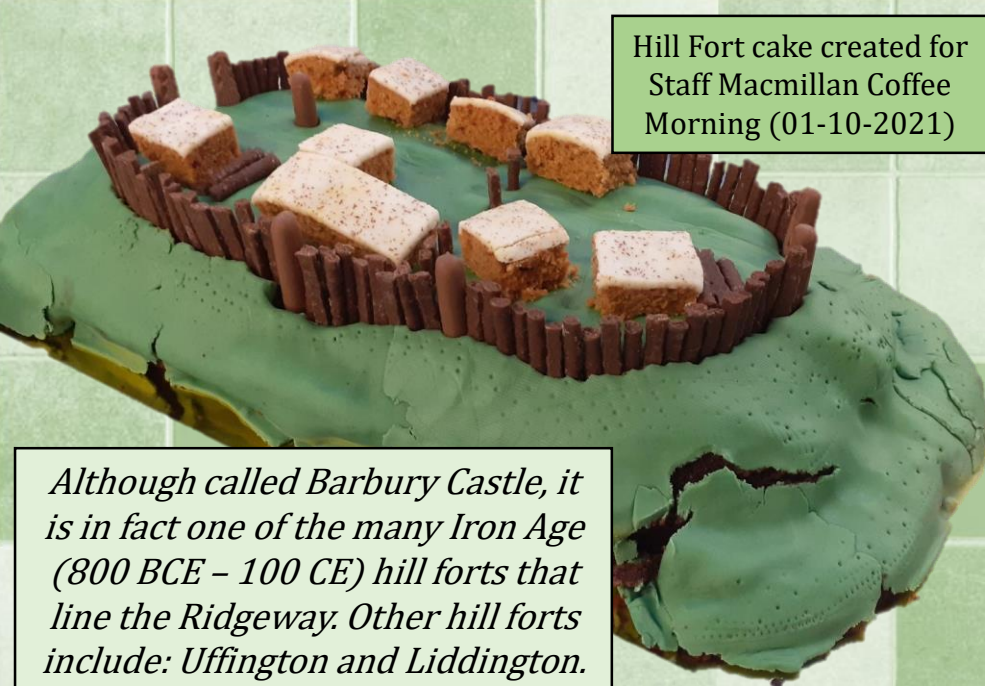 Hill Fort cake created for
Staff Macmillan Coffee
Morning (01-10-2021)
Although called Barbury Castle, it
is in fact one of the many Iron Age
(800 BCE – 100 CE) hill forts that
line the Ridgeway. Other hill forts
include: Uffington and Liddington.